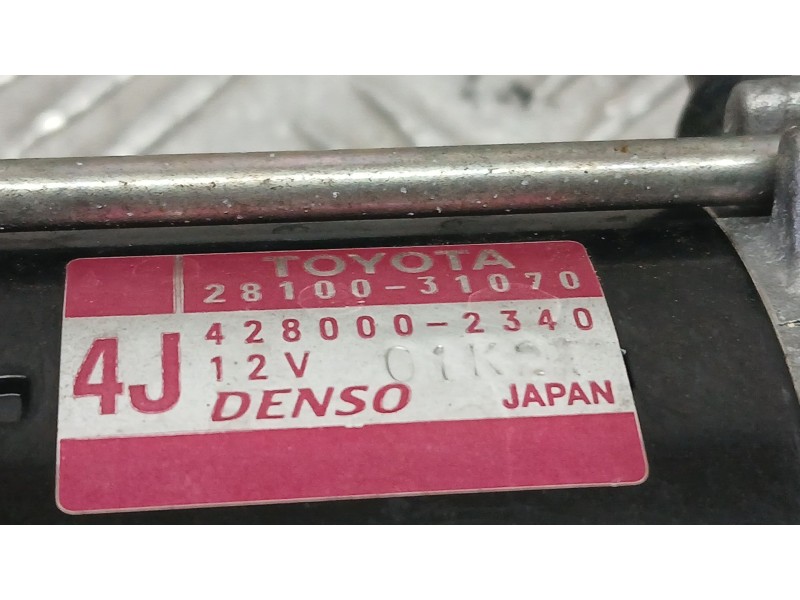 TOYOTA
28100-31070
4J
428000-2340
12V
DENSO JAPAN